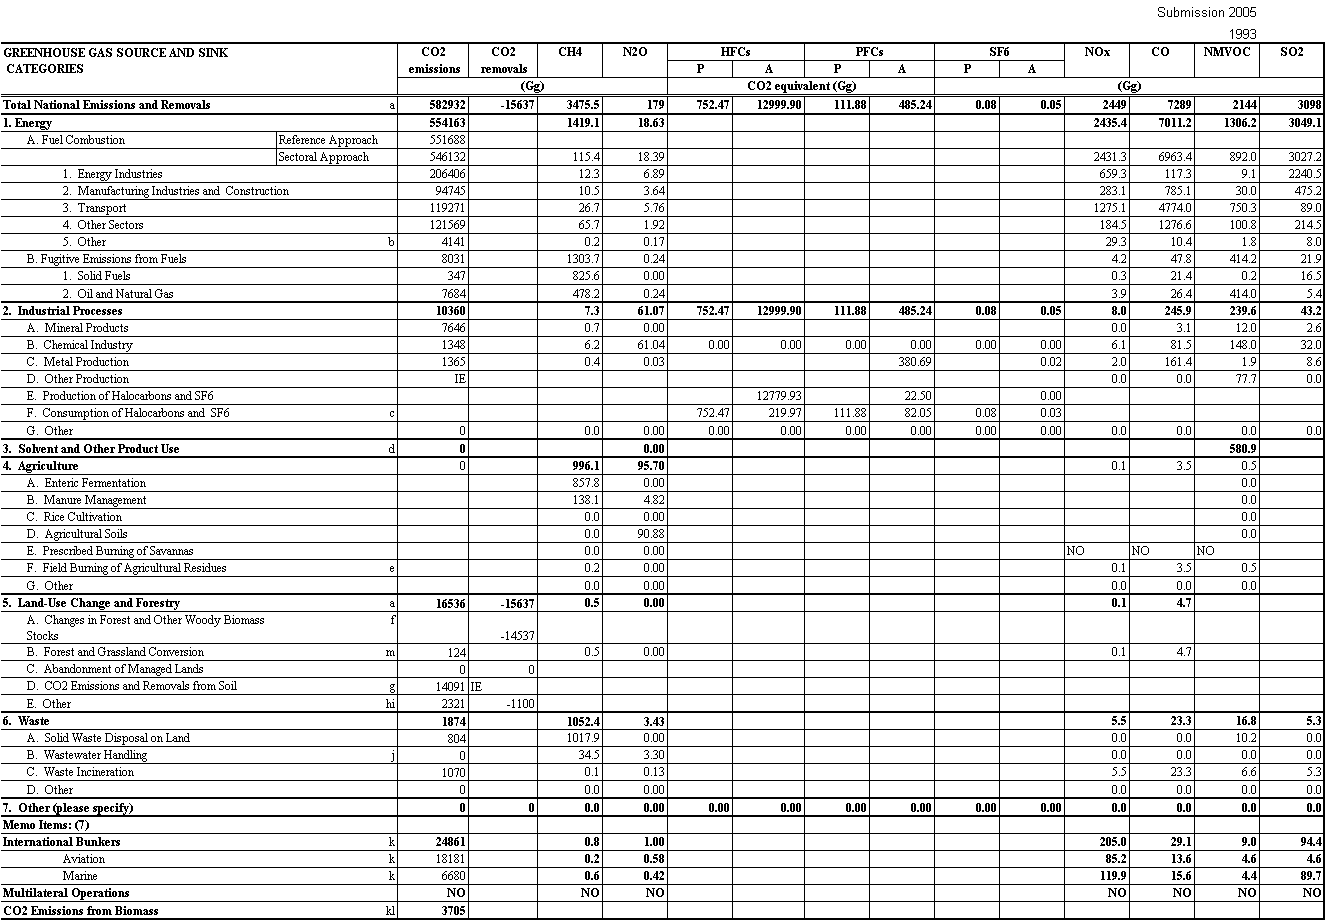 Submission 2005
1993
GREENHOUSE GAS SOURCE AND SINK CO2 CO2 CH4 N2O HFCs PFCs SF6 NOx CO NMVOC SO2
CATEGORIES emissions removals P A P A P A
(Gg) CO2 equivalent (Gg) (Gg)
Total National Emissions and Removals a 582932 -15637 3475.5 179 752.47 12999.90 111.88 485.24 0.08 0.05 2449 7289 2144 3098
1. Energy 554163 1419.1 18.63 2435.4 7011.2 1306.2 3049.1
A. Fuel Combustion Reference Approach 551688
Sectoral Approach 546132 115.4 18.39 2431.3 6963.4 892.0 3027.2
1. Energy Industries 206406 12.3 6.89 659.3 117.3 9.1 2240.5
2. Manufacturing Industries and Construction 94745 10.5 3.64 283.1 785.1 30.0 475.2
3. Transport 119271 26.7 5.76 1275.1 4774.0 750.3 89.0
4. Other Sectors 121569 65.7 1.92 184.5 1276.6 100.8 214.5
5. Other b 4141 0.2 0.17 29.3 10.4 1.8 8.0
B. Fugitive Emissions from Fuels 8031 1303.7 0.24 4.2 47.8 414.2 21.9
1. Solid Fuels 347 825.6 0.00 0.3 21.4 0.2 16.5
2. Oil and Natural Gas 7684 478.2 0.24 3.9 26.4 414.0 5.4
2. Industrial Processes 10360 7.3 61.07 752.47 12999.90 111.88 485.24 0.08 0.05 8.0 245.9 239.6 43.2
A. Mineral Products 7646 0.7 0.00 0.0 3.1 12.0 2.6
B. Chemical Industry 1348 6.2 61.04 0.00 0.00 0.00 0.00 0.00 0.00 6.1 81.5 148.0 32.0
C. Metal Production 1365 0.4 0.03 380.69 0.02 2.0 161.4 1.9 8.6
D. Other Production IE 0.0 0.0 77.7 0.0
E. Production of Halocarbons and SF6 12779.93 22.50 0.00
F. Consumption of Halocarbons and SF6 c 752.47 219.97 111.88 82.05 0.08 0.03
G. Other 0 0.0 0.00 0.00 0.00 0.00 0.00 0.00 0.00 0.0 0.0 0.0 0.0
3. Solvent and Other Product Use d 0 0.00 580.9
4. Agriculture 0 996.1 95.70 0.1 3.5 0.5
A. Enteric Fermentation 857.8 0.00 0.0
B. Manure Management 138.1 4.82 0.0
C. Rice Cultivation 0.0 0.00 0.0
D. Agricultural Soils 0.0 90.88 0.0
E. Prescribed Burning of Savannas 0.0 0.00 NO NO NO
F. Field Burning of Agricultural Residues e 0.2 0.00 0.1 3.5 0.5
G. Other 0.0 0.00 0.0 0.0 0.0
5. Land-Use Change and Forestry a 16536 -15637 0.5 0.00 0.1 4.7
A. Changes in Forest and Other Woody Biomass f
Stocks -14537
B. Forest and Grassland Conversion m 124 0.5 0.00 0.1 4.7
C. Abandonment of Managed Lands 0 0
D. CO2 Emissions and Removals from Soil g 14091 IE
E. Other hi 2321 -1100
6. Waste 1874 1052.4 3.43 5.5 23.3 16.8 5.3
A. Solid Waste Disposal on Land 804 1017.9 0.00 0.0 0.0 10.2 0.0
B. Wastewater Handling j 0 34.5 3.30 0.0 0.0 0.0 0.0
C. Waste Incineration 1070 0.1 0.13 5.5 23.3 6.6 5.3
D. Other 0 0.0 0.00 0.0 0.0 0.0 0.0
7. Other (please specify) 0 0 0.0 0.00 0.00 0.00 0.00 0.00 0.00 0.00 0.0 0.0 0.0 0.0
Memo Items: (7)
International Bunkers k 24861 0.8 1.00 205.0 29.1 9.0 94.4
Aviation k 18181 0.2 0.58 85.2 13.6 4.6 4.6
Marine k 6680 0.6 0.42 119.9 15.6 4.4 89.7
Multilateral Operations NO NO NO NO NO NO NO
CO2 Emissions from Biomass kl 3705